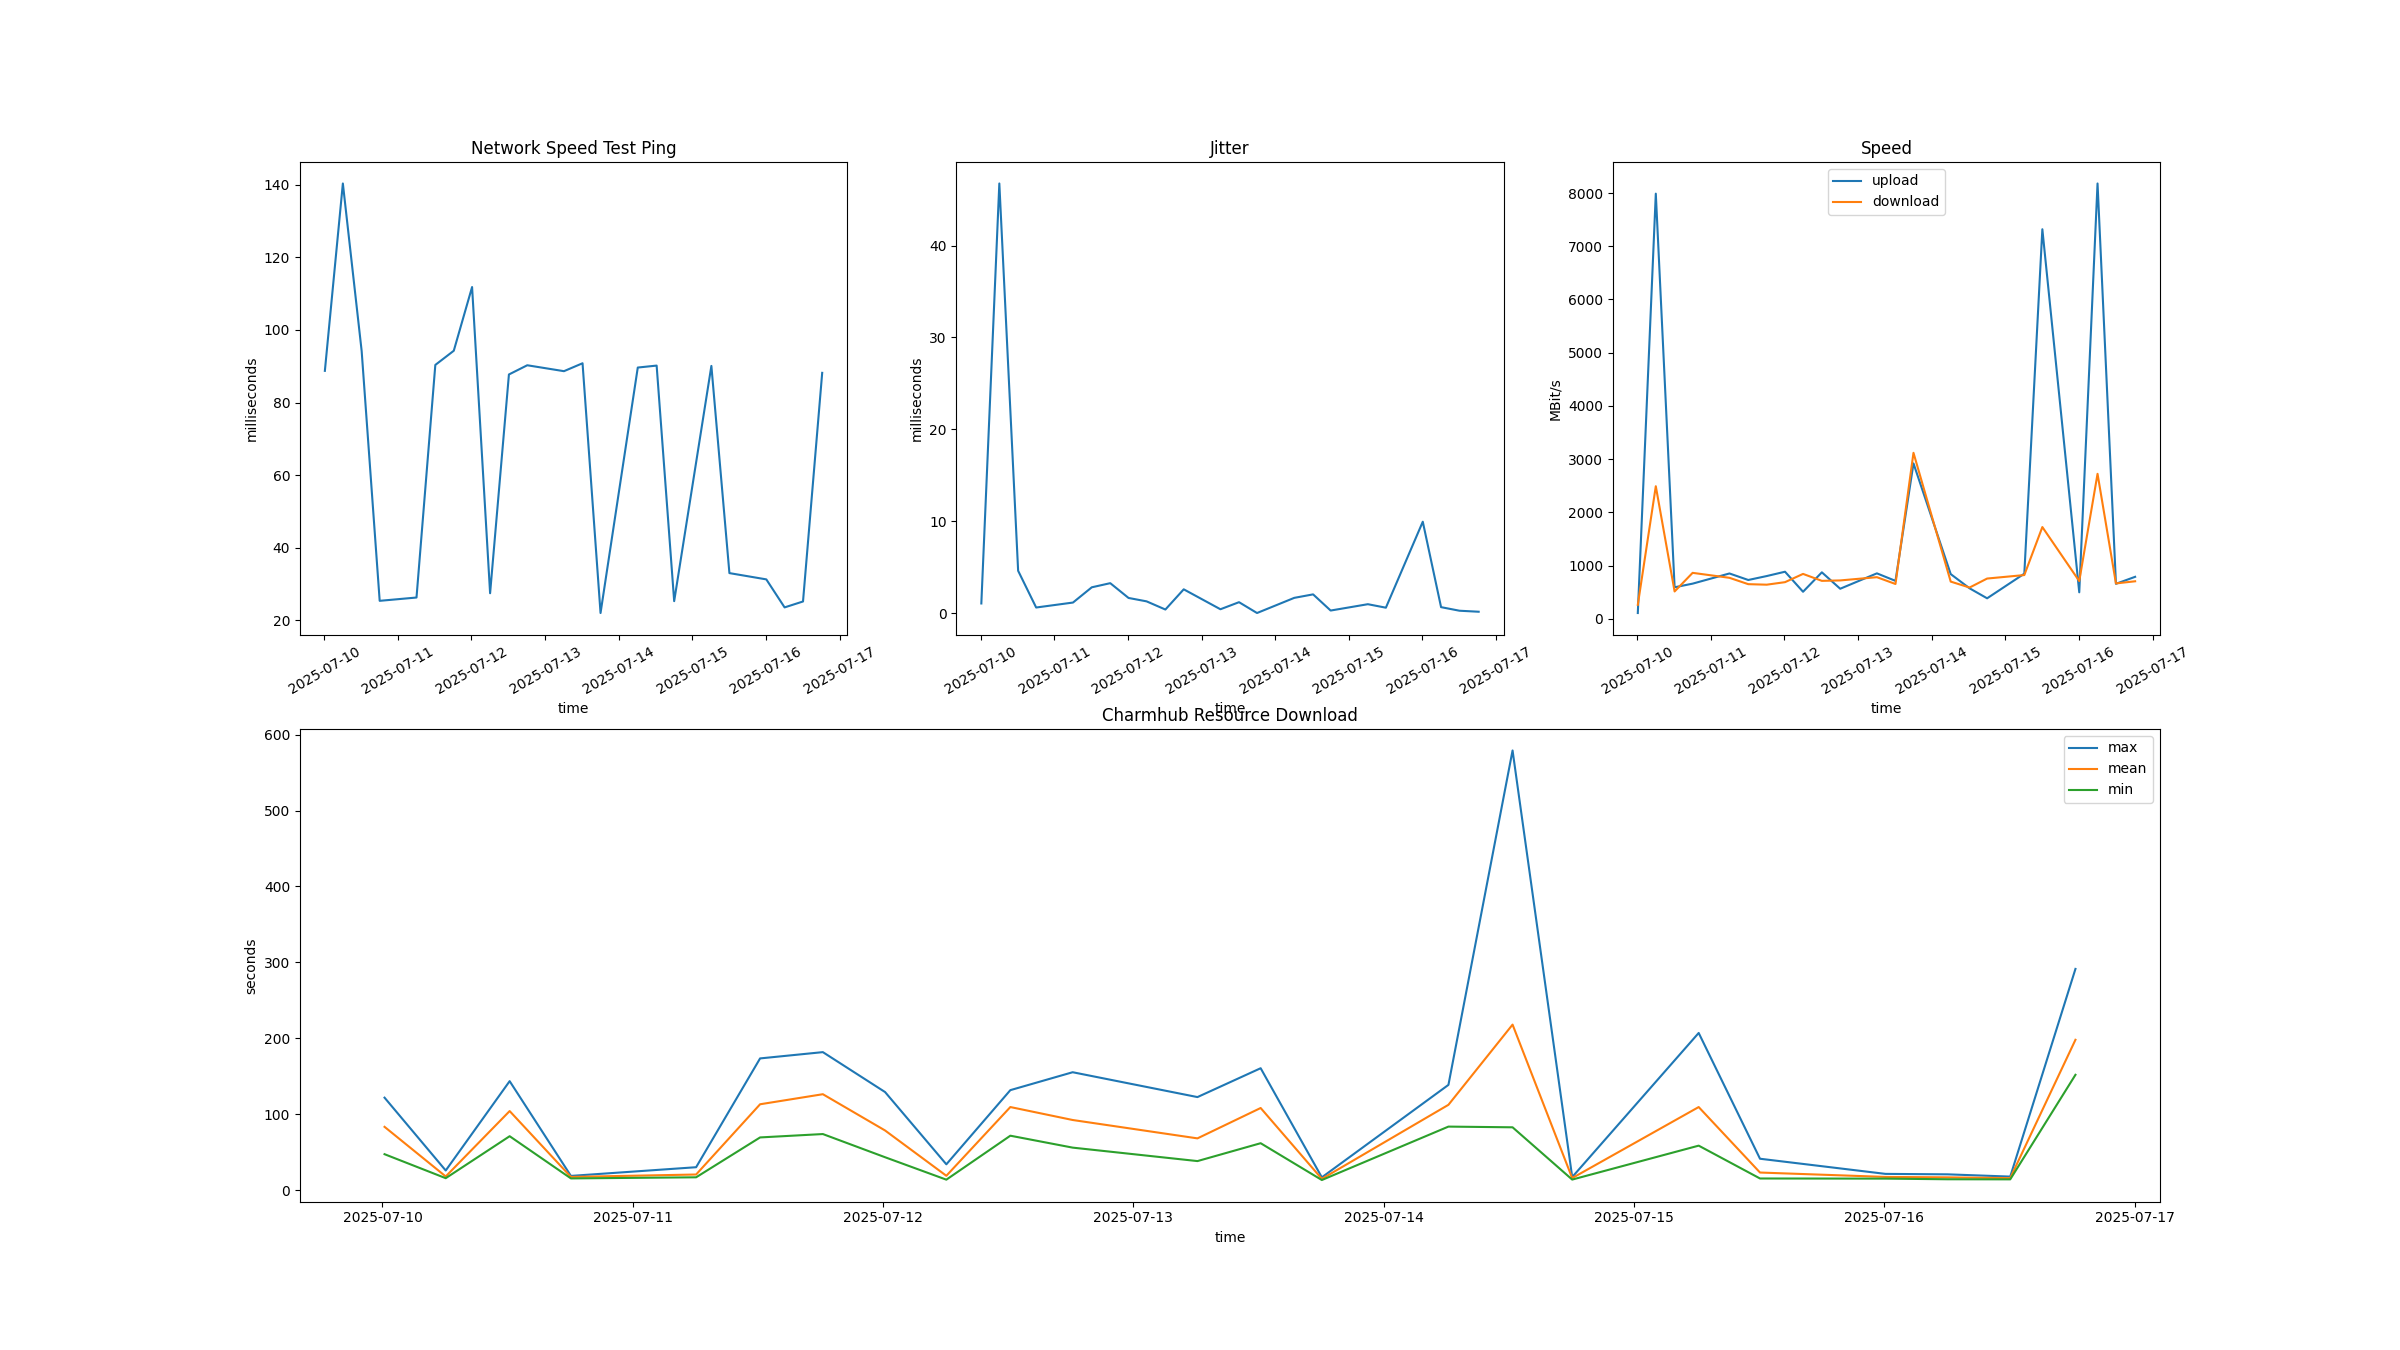 Network Speed Test Ping
milliseconds
140
120
100
80
60
40
20
2025-07-10 2025-07-11 2025-07-12 2025-07-13 2025-07-14 2025-07-15 2025-07-16 2025-07-17
time
Jitter
milliseconds
40
30
20
10
0
2025-07-10 2025-07-11 2025-07-12 2025-07-13 2025-07-14 2025-07-15 2025-07-16 2025-07-17
time
Speed
upload
download
MBit/s
8000
7000
6000
5000
4000
3000
2000
1000
0
2025-07-10 2025-07-11 2025-07-12 2025-07-13 2025-07-14 2025-07-15 2025-07-16 2025-07-17
time
Charmhub Resource Download
max
mean
min
seconds
600
500
400
300
200
100
0
2025-07-10 2025-07-11 2025-07-12 2025-07-13 2025-07-14 2025-07-15 2025-07-16 2025-07-17
time